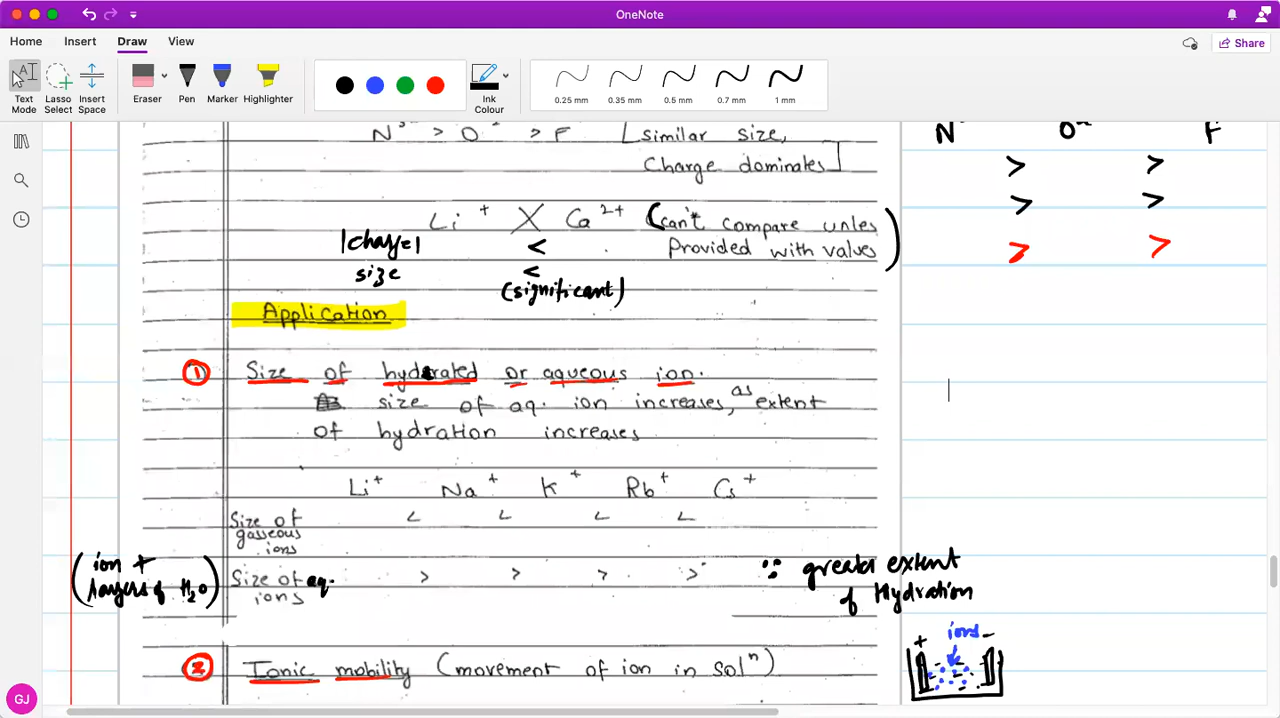 OneNote
Home Insert Draw View
Share
Text Mode
Lasso Select
Insert Space
Eraser
Pen
Marker
Highlighter
Ink Colour
0.25 mm
0.35 mm
0.5 mm
0.7 mm
1 mm
> O > F [similar size,
Charge dominates]
N F
> >
> >
> >
Li + X Ca 2+ (can't compare unles
Provided with values)
|charge| <
size <
(significant)
Application
① Size of hydrated or aqueous ion.
size of aq. ion increases, as extent
of hydration increases
Li+ Na+ K+ Rb+ Cs+
Size of gasseous ions < < < <
(ion + layers of H2O) Size of aq. ions > > > > ∵ greater extent of Hydration
+ ions -
② Ionic mobility (movement of ion in solⁿ)
GJ